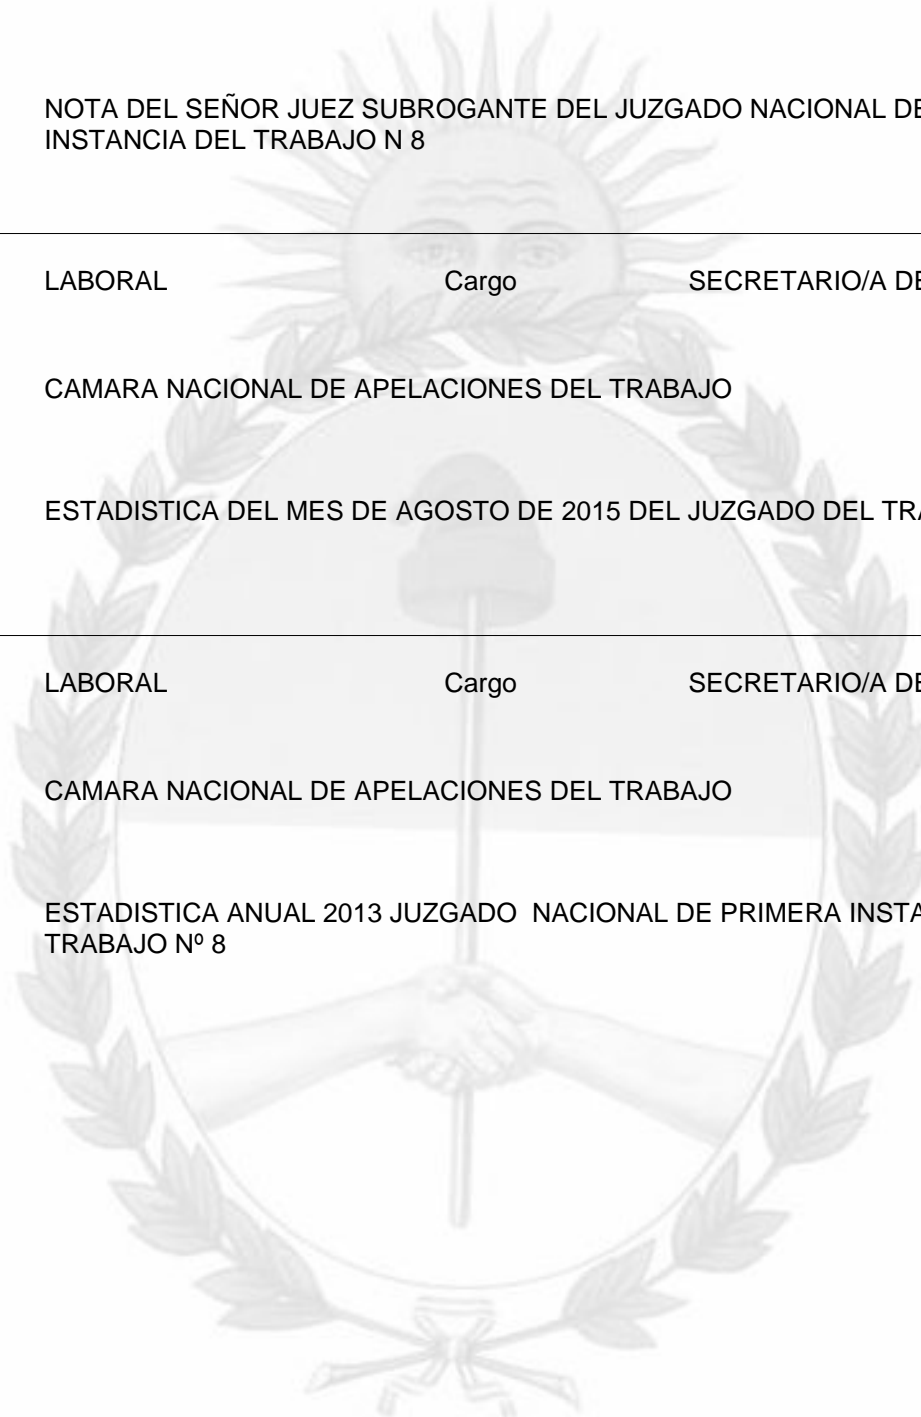 NOTA DEL SEÑOR JUEZ SUBROGANTE DEL JUZGADO NACIONAL DE
INSTANCIA DEL TRABAJO N 8
LABORAL Cargo SECRETARIO/A DE
CAMARA NACIONAL DE APELACIONES DEL TRABAJO
ESTADISTICA DEL MES DE AGOSTO DE 2015 DEL JUZGADO DEL
LABORAL Cargo SECRETARIO/A DE
CAMARA NACIONAL DE APELACIONES DEL TRABAJO
ESTADISTICA ANUAL 2013 JUZGADO  NACIONAL DE PRIMERA
TRABAJO Nº 8